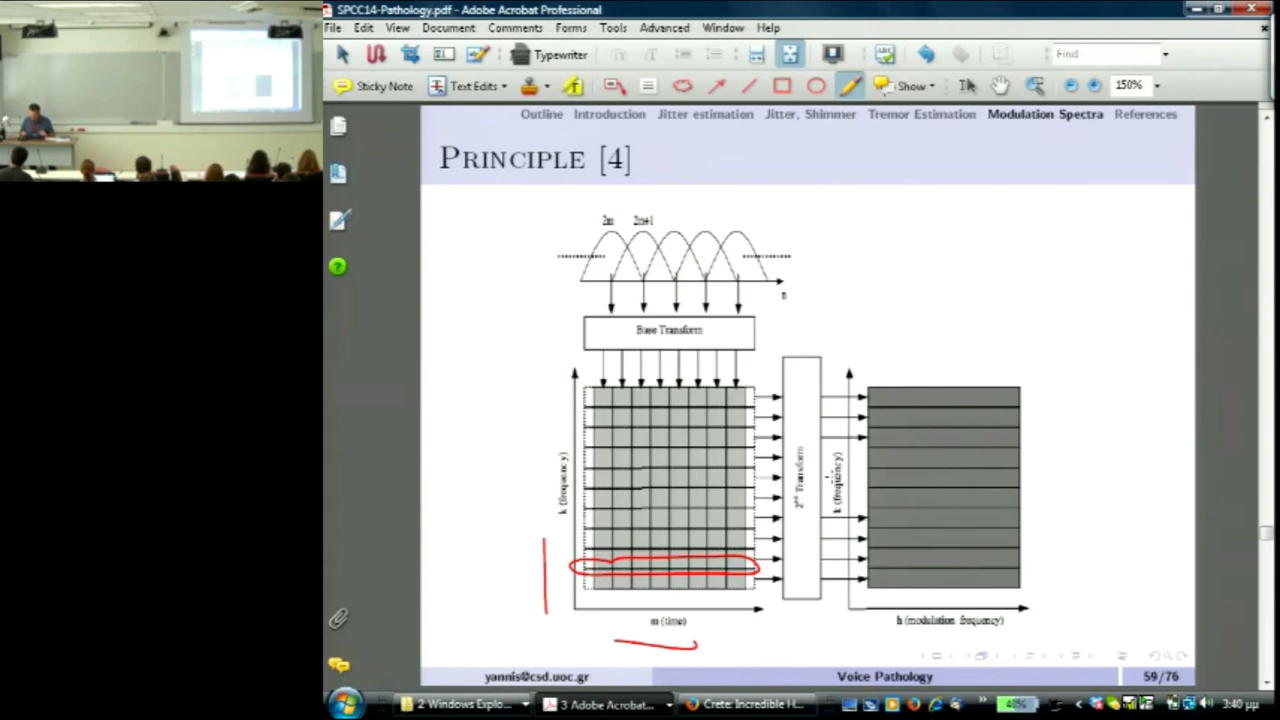 SPCC14-Pathology.pdf - Adobe Acrobat Professional
File Edit View Document Comments Forms Tools Advanced Window Help
Typewriter Find
Sticky Note Text Edits Show 150%
Outline Introduction Jitter estimation Jitter, Shimmer Tremor Estimation Modulation Spectra References
PRINCIPLE [4]
2m 2m+1
n
Base Transform
k (frequency)
2nd Transform
k (frequency)
m (time)
h (modulation frequency)
yannis@csd.uoc.gr Voice Pathology 59/76
2 Windows Explo... 3 Adobe Acrobat... Crete: Incredible H... 3:40 μμ